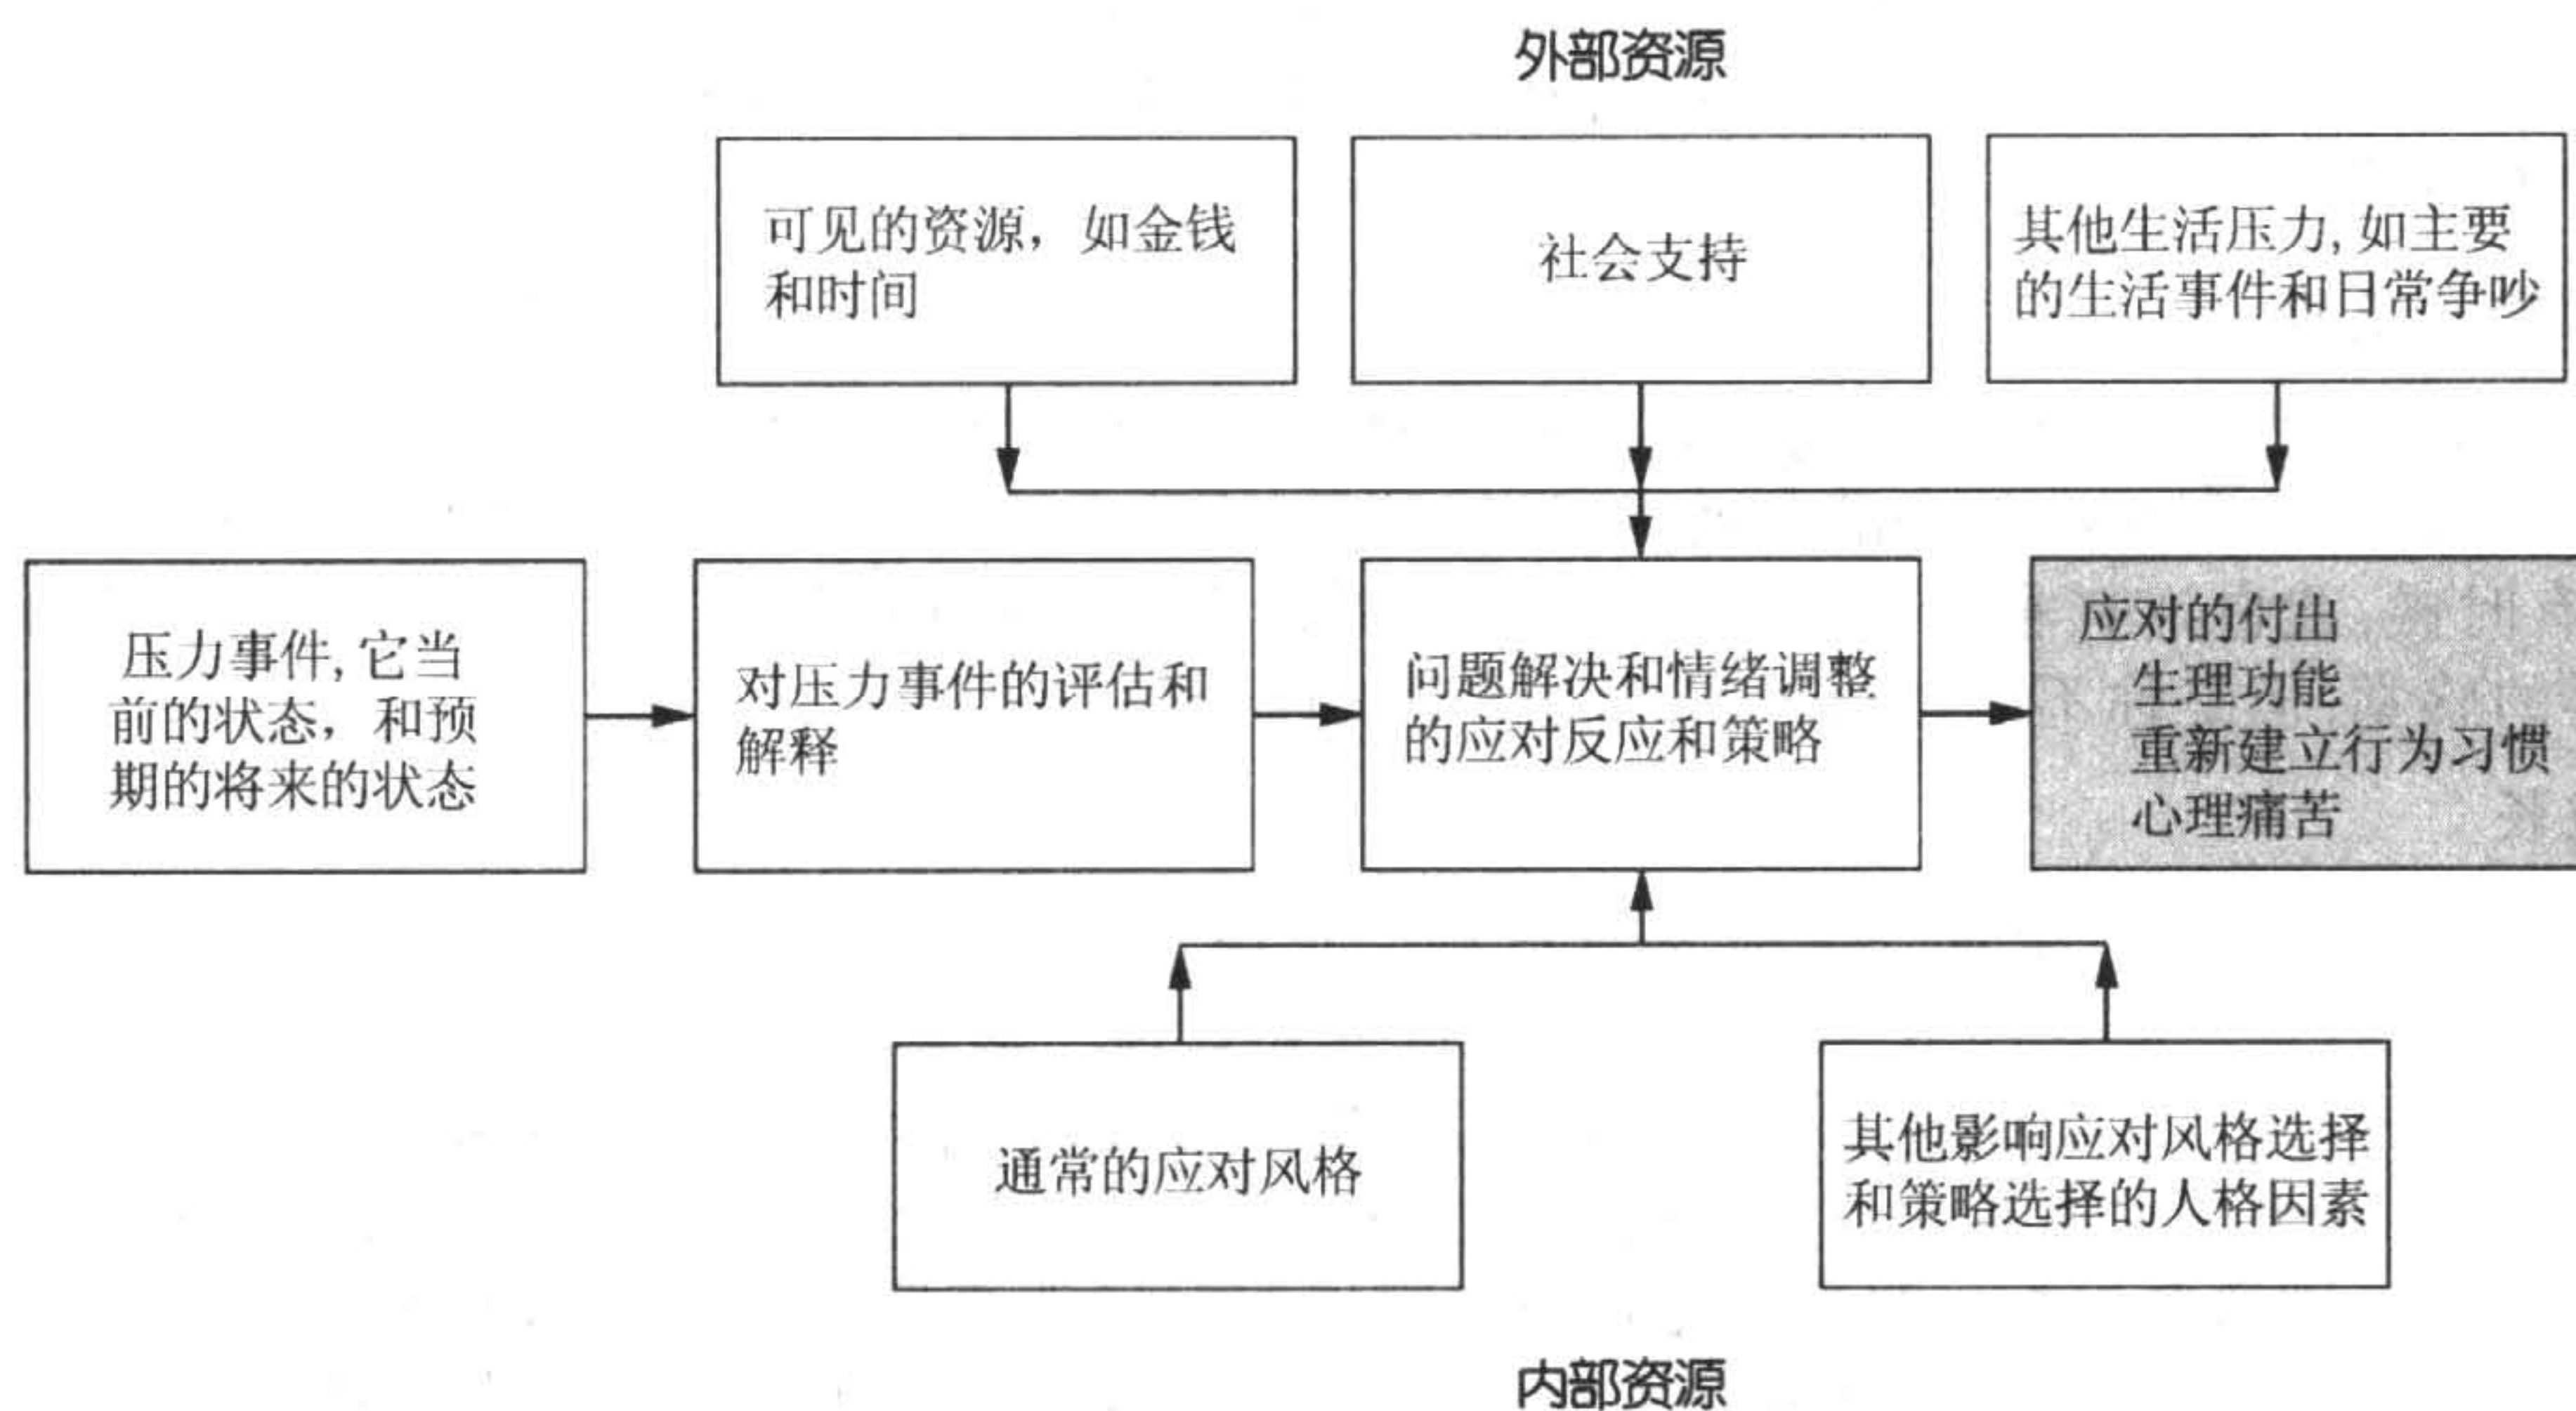 外部资源
可见的资源，如金钱
和时间
社会支持
其他生活压力,如主要
的生活事件和日常争吵
压力事件,它当
前的状态，和预
期的将来的状态
对压力事件的评估和
解释
问题解决和情绪调整
的应对反应和策略
应对的付出
生理功能
重新建立行为习惯
心理痛苦
通常的应对风格
其他影响应对风格选择
和策略选择的人格因素
内部资源